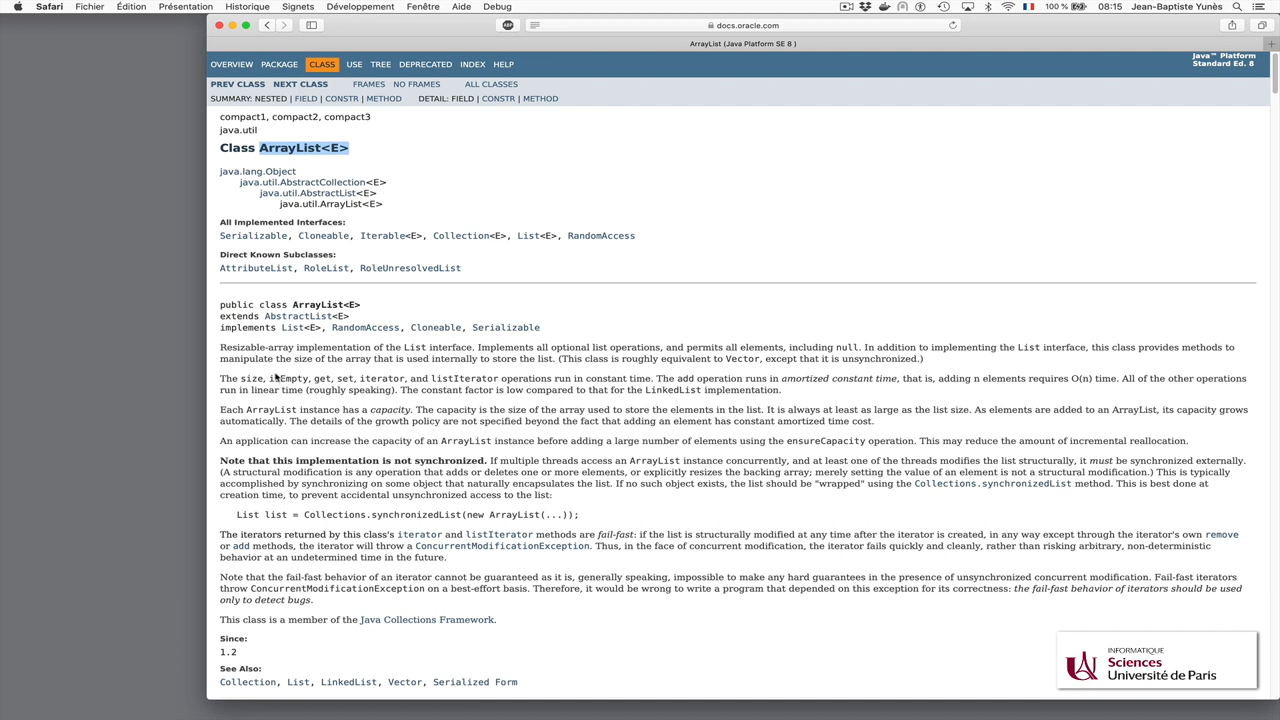 Safari Fichier Édition Présentation Historique Signets Développement Fenêtre Aide Debug 100 % 08:15 Jean-Baptiste Yunès
ABP docs.oracle.com
ArrayList (Java Platform SE 8 )
OVERVIEW PACKAGE CLASS USE TREE DEPRECATED INDEX HELP
Java™ Platform
Standard Ed. 8
PREV CLASS NEXT CLASS FRAMES NO FRAMES ALL CLASSES
SUMMARY: NESTED | FIELD | CONSTR | METHOD DETAIL: FIELD | CONSTR | METHOD
compact1, compact2, compact3
java.util
Class ArrayList<E>
java.lang.Object
java.util.AbstractCollection<E>
java.util.AbstractList<E>
java.util.ArrayList<E>
All Implemented Interfaces:
Serializable, Cloneable, Iterable<E>, Collection<E>, List<E>, RandomAccess
Direct Known Subclasses:
AttributeList, RoleList, RoleUnresolvedList
public class ArrayList<E>
extends AbstractList<E>
implements List<E>, RandomAccess, Cloneable, Serializable
Resizable-array implementation of the List interface. Implements all optional list operations, and permits all elements, including null. In addition to implementing the List interface, this class provides methods to
manipulate the size of the array that is used internally to store the list. (This class is roughly equivalent to Vector, except that it is unsynchronized.)
The size, isEmpty, get, set, iterator, and listIterator operations run in constant time. The add operation runs in amortized constant time, that is, adding n elements requires O(n) time. All of the other operations
run in linear time (roughly speaking). The constant factor is low compared to that for the LinkedList implementation.
Each ArrayList instance has a capacity. The capacity is the size of the array used to store the elements in the list. It is always at least as large as the list size. As elements are added to an ArrayList, its capacity grows
automatically. The details of the growth policy are not specified beyond the fact that adding an element has constant amortized time cost.
An application can increase the capacity of an ArrayList instance before adding a large number of elements using the ensureCapacity operation. This may reduce the amount of incremental reallocation.
Note that this implementation is not synchronized. If multiple threads access an ArrayList instance concurrently, and at least one of the threads modifies the list structurally, it must be synchronized externally.
(A structural modification is any operation that adds or deletes one or more elements, or explicitly resizes the backing array; merely setting the value of an element is not a structural modification.) This is typically
accomplished by synchronizing on some object that naturally encapsulates the list. If no such object exists, the list should be "wrapped" using the Collections.synchronizedList method. This is best done at
creation time, to prevent accidental unsynchronized access to the list:
List list = Collections.synchronizedList(new ArrayList(...));
The iterators returned by this class's iterator and listIterator methods are fail-fast: if the list is structurally modified at any time after the iterator is created, in any way except through the iterator's own remove
or add methods, the iterator will throw a ConcurrentModificationException. Thus, in the face of concurrent modification, the iterator fails quickly and cleanly, rather than risking arbitrary, non-deterministic
behavior at an undetermined time in the future.
Note that the fail-fast behavior of an iterator cannot be guaranteed as it is, generally speaking, impossible to make any hard guarantees in the presence of unsynchronized concurrent modification. Fail-fast iterators
throw ConcurrentModificationException on a best-effort basis. Therefore, it would be wrong to write a program that depended on this exception for its correctness: the fail-fast behavior of iterators should be used
only to detect bugs.
This class is a member of the Java Collections Framework.
Since:
1.2
See Also:
Collection, List, LinkedList, Vector, Serialized Form
INFORMATIQUE
Sciences
Université de Paris